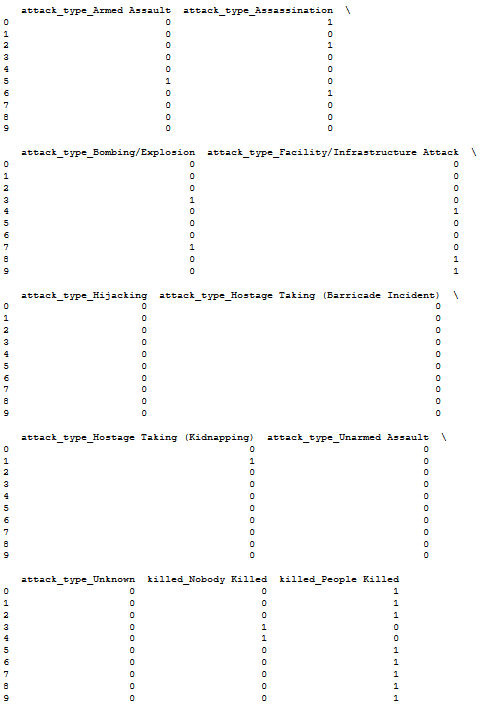 attack_type_Armed Assault  attack_type_Assassination  \
0                          0                          1
1                          0                          0
2                          0                          1
3                          0                          0
4                          0                          0
5                          1                          0
6                          0                          1
7                          0                          0
8                          0                          0
9                          0                          0
attack_type_Bombing/Explosion  attack_type_Facility/Infrastructure Attack  \
0                              0                                           0
1                              0                                           0
2                              0                                           0
3                              1                                           0
4                              0                                           1
5                              0                                           0
6                              0                                           0
7                              1                                           0
8                              0                                           1
9                              0                                           1
attack_type_Hijacking  attack_type_Hostage Taking (Barricade Incident)  \
0                      0                                                0
1                      0                                                0
2                      0                                                0
3                      0                                                0
4                      0                                                0
5                      0                                                0
6                      0                                                0
7                      0                                                0
8                      0                                                0
9                      0                                                0
attack_type_Hostage Taking (Kidnapping)  attack_type_Unarmed Assault  \
0                                        0                            0
1                                        1                            0
2                                        0                            0
3                                        0                            0
4                                        0                            0
5                                        0                            0
6                                        0                            0
7                                        0                            0
8                                        0                            0
9                                        0                            0
attack_type_Unknown  killed_Nobody Killed  killed_People Killed
0                    0                     0                     1
1                    0                     0                     1
2                    0                     0                     1
3                    0                     1                     0
4                    0                     1                     0
5                    0                     0                     1
6                    0                     0                     1
7                    0                     0                     1
8                    0                     0                     1
9                    0                     0                     1